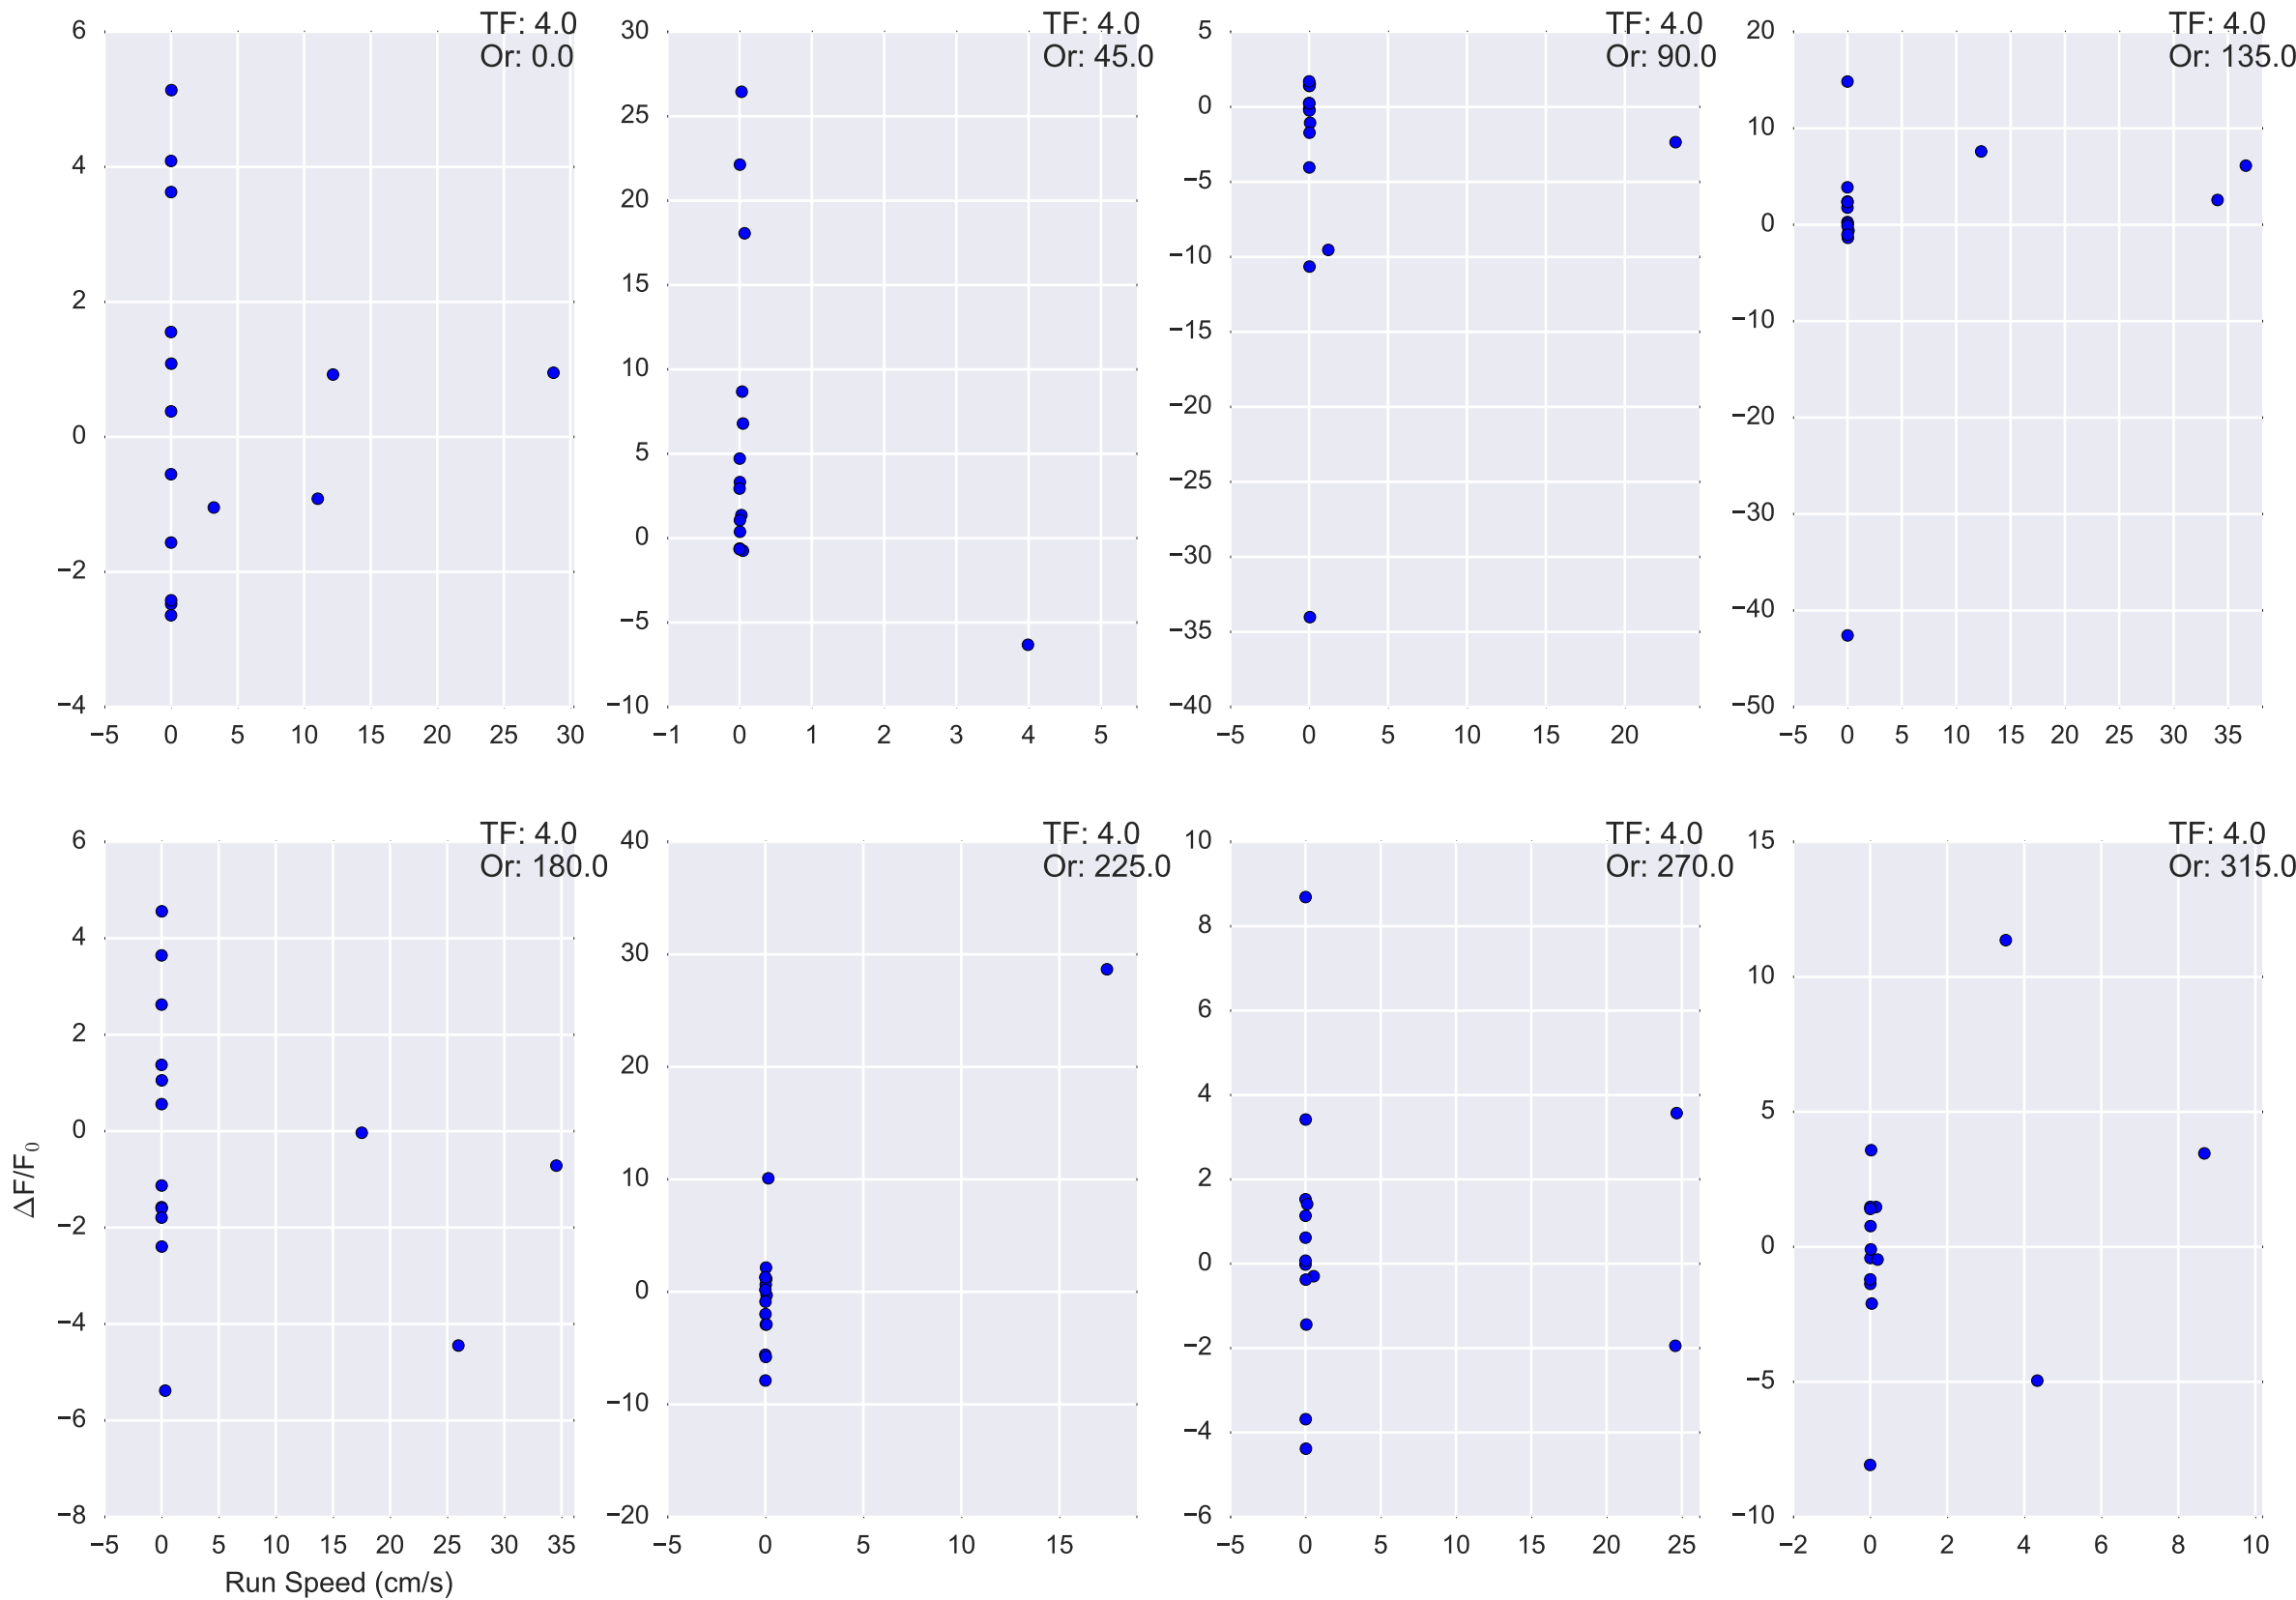 TF: 4.0
Or: 0.0
6
4
2
0
−2
−4
−5 0 5 10 15 20 25 30
TF: 4.0
Or: 45.0
30
25
20
15
10
5
0
−5
−10
−1 0 1 2 3 4 5
TF: 4.0
Or: 90.0
5
0
−5
−10
−15
−20
−25
−30
−35
−40
−5 0 5 10 15 20
TF: 4.0
Or: 135.0
20
10
0
−10
−20
−30
−40
−50
−5 0 5 10 15 20 25 30 35
TF: 4.0
Or: 180.0
6
4
2
0
−2
−4
−6
−8
−5 0 5 10 15 20 25 30 35
ΔF/F₀
Run Speed (cm/s)
TF: 4.0
Or: 225.0
40
30
20
10
0
−10
−20
−5 0 5 10 15
TF: 4.0
Or: 270.0
10
8
6
4
2
0
−2
−4
−6
−5 0 5 10 15 20 25
TF: 4.0
Or: 315.0
15
10
5
0
−5
−10
−2 0 2 4 6 8 10